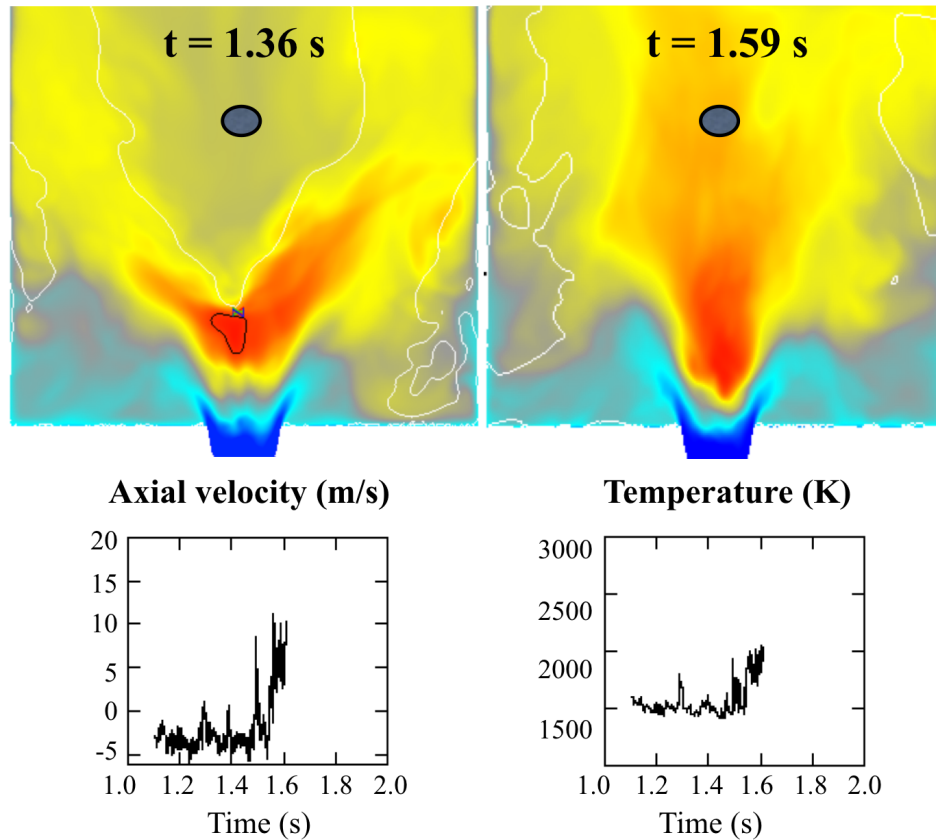 t = 1.36 s
t = 1.59 s
Axial velocity (m/s)
20
15
10
5
0
-5
1.0 1.2 1.4 1.6 1.8 2.0
Time (s)
Temperature (K)
3000
2500
2000
1500
1.0 1.2 1.4 1.6 1.8 2.0
Time (s)